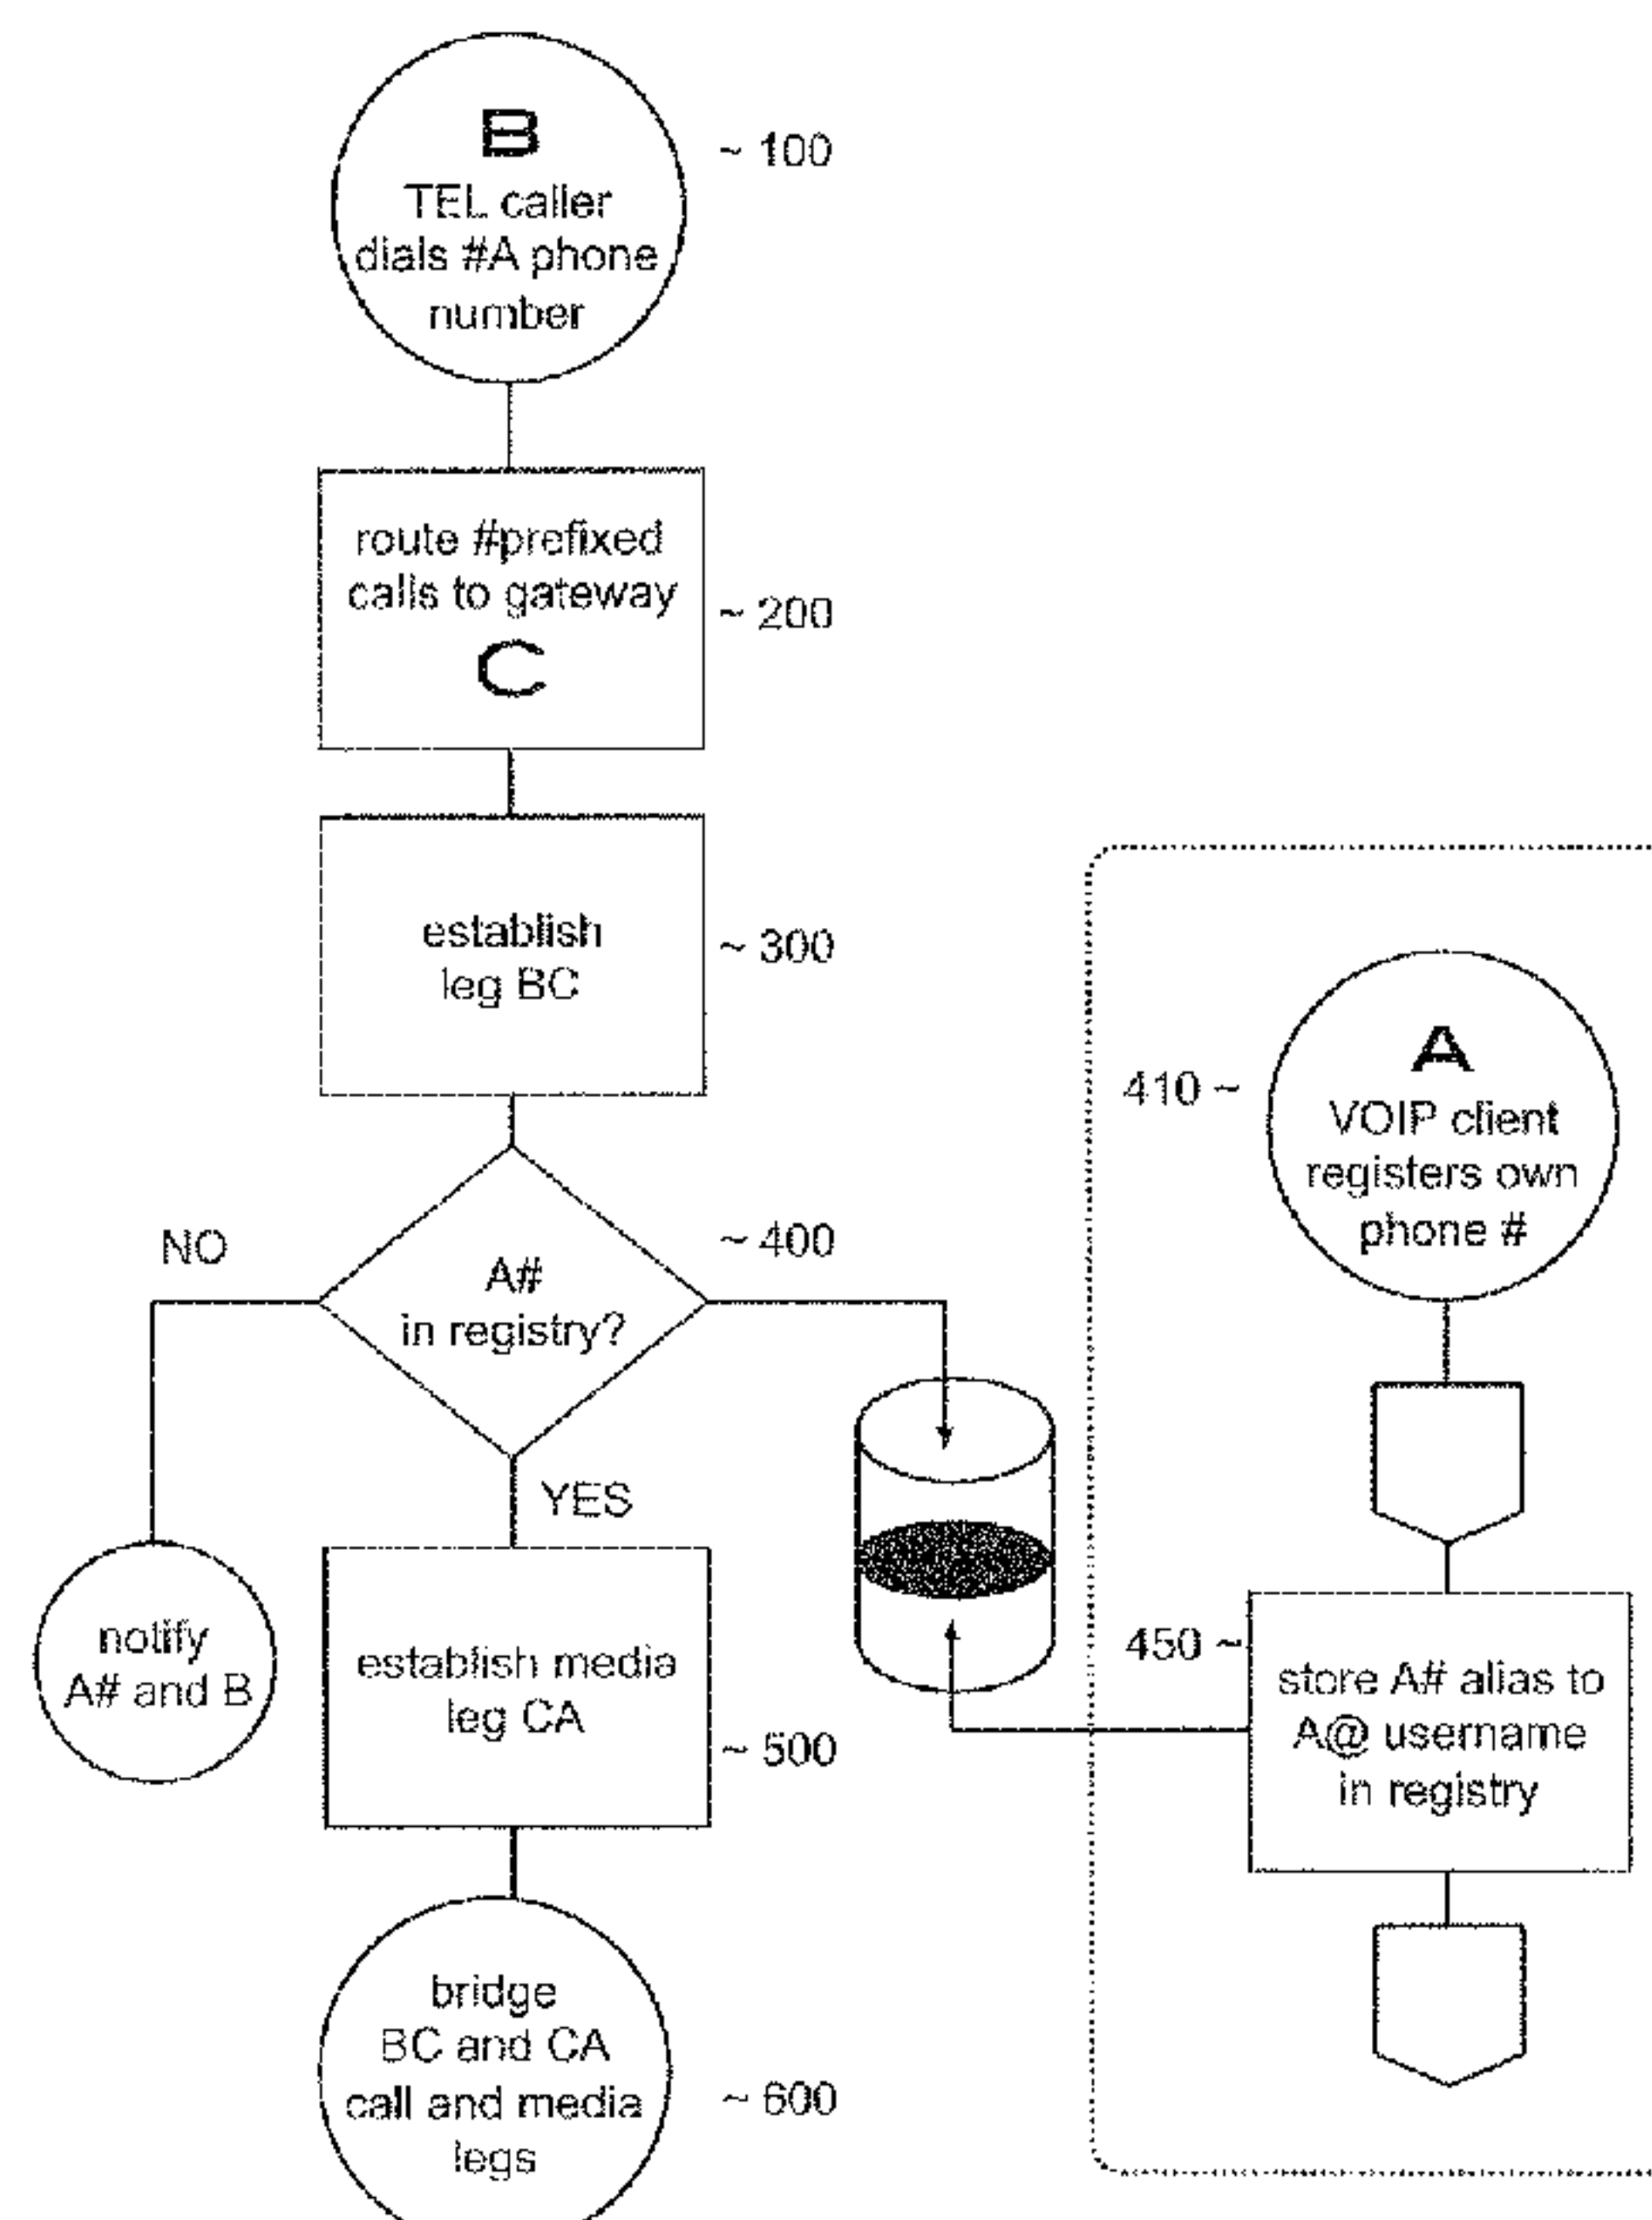 B
TEL caller
dials #A phone
number
~ 100
route #prefixed
calls to gateway
C
~ 200
establish
leg BC
~ 300
A#
in registry?
~ 400
NO
YES
notify
A# and B
establish media
leg CA
~ 500
bridge
BC and CA
call and media
legs
~ 600
410 ~
A
VOIP client
registers own
phone #
450 ~
store A# alias to
A@ username
in registry